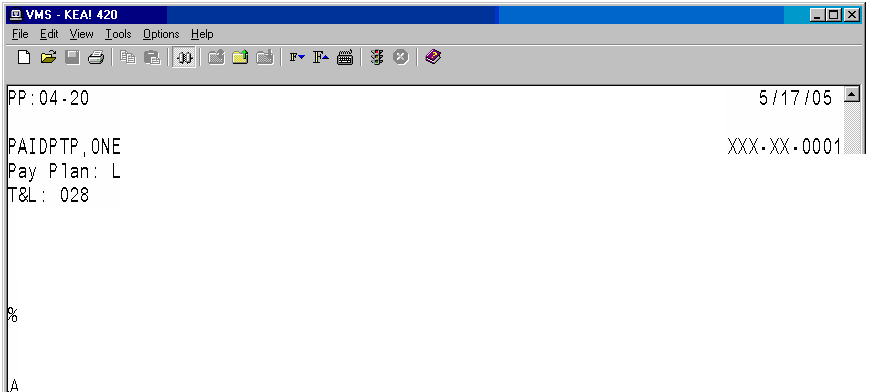 VMS - KEA! 420
File Edit View Tools Options Help
PP:04-20 5/17/05
PAIDPTP,ONE XXX-XX-0001
Pay Plan: L
T&L: 028
%
A